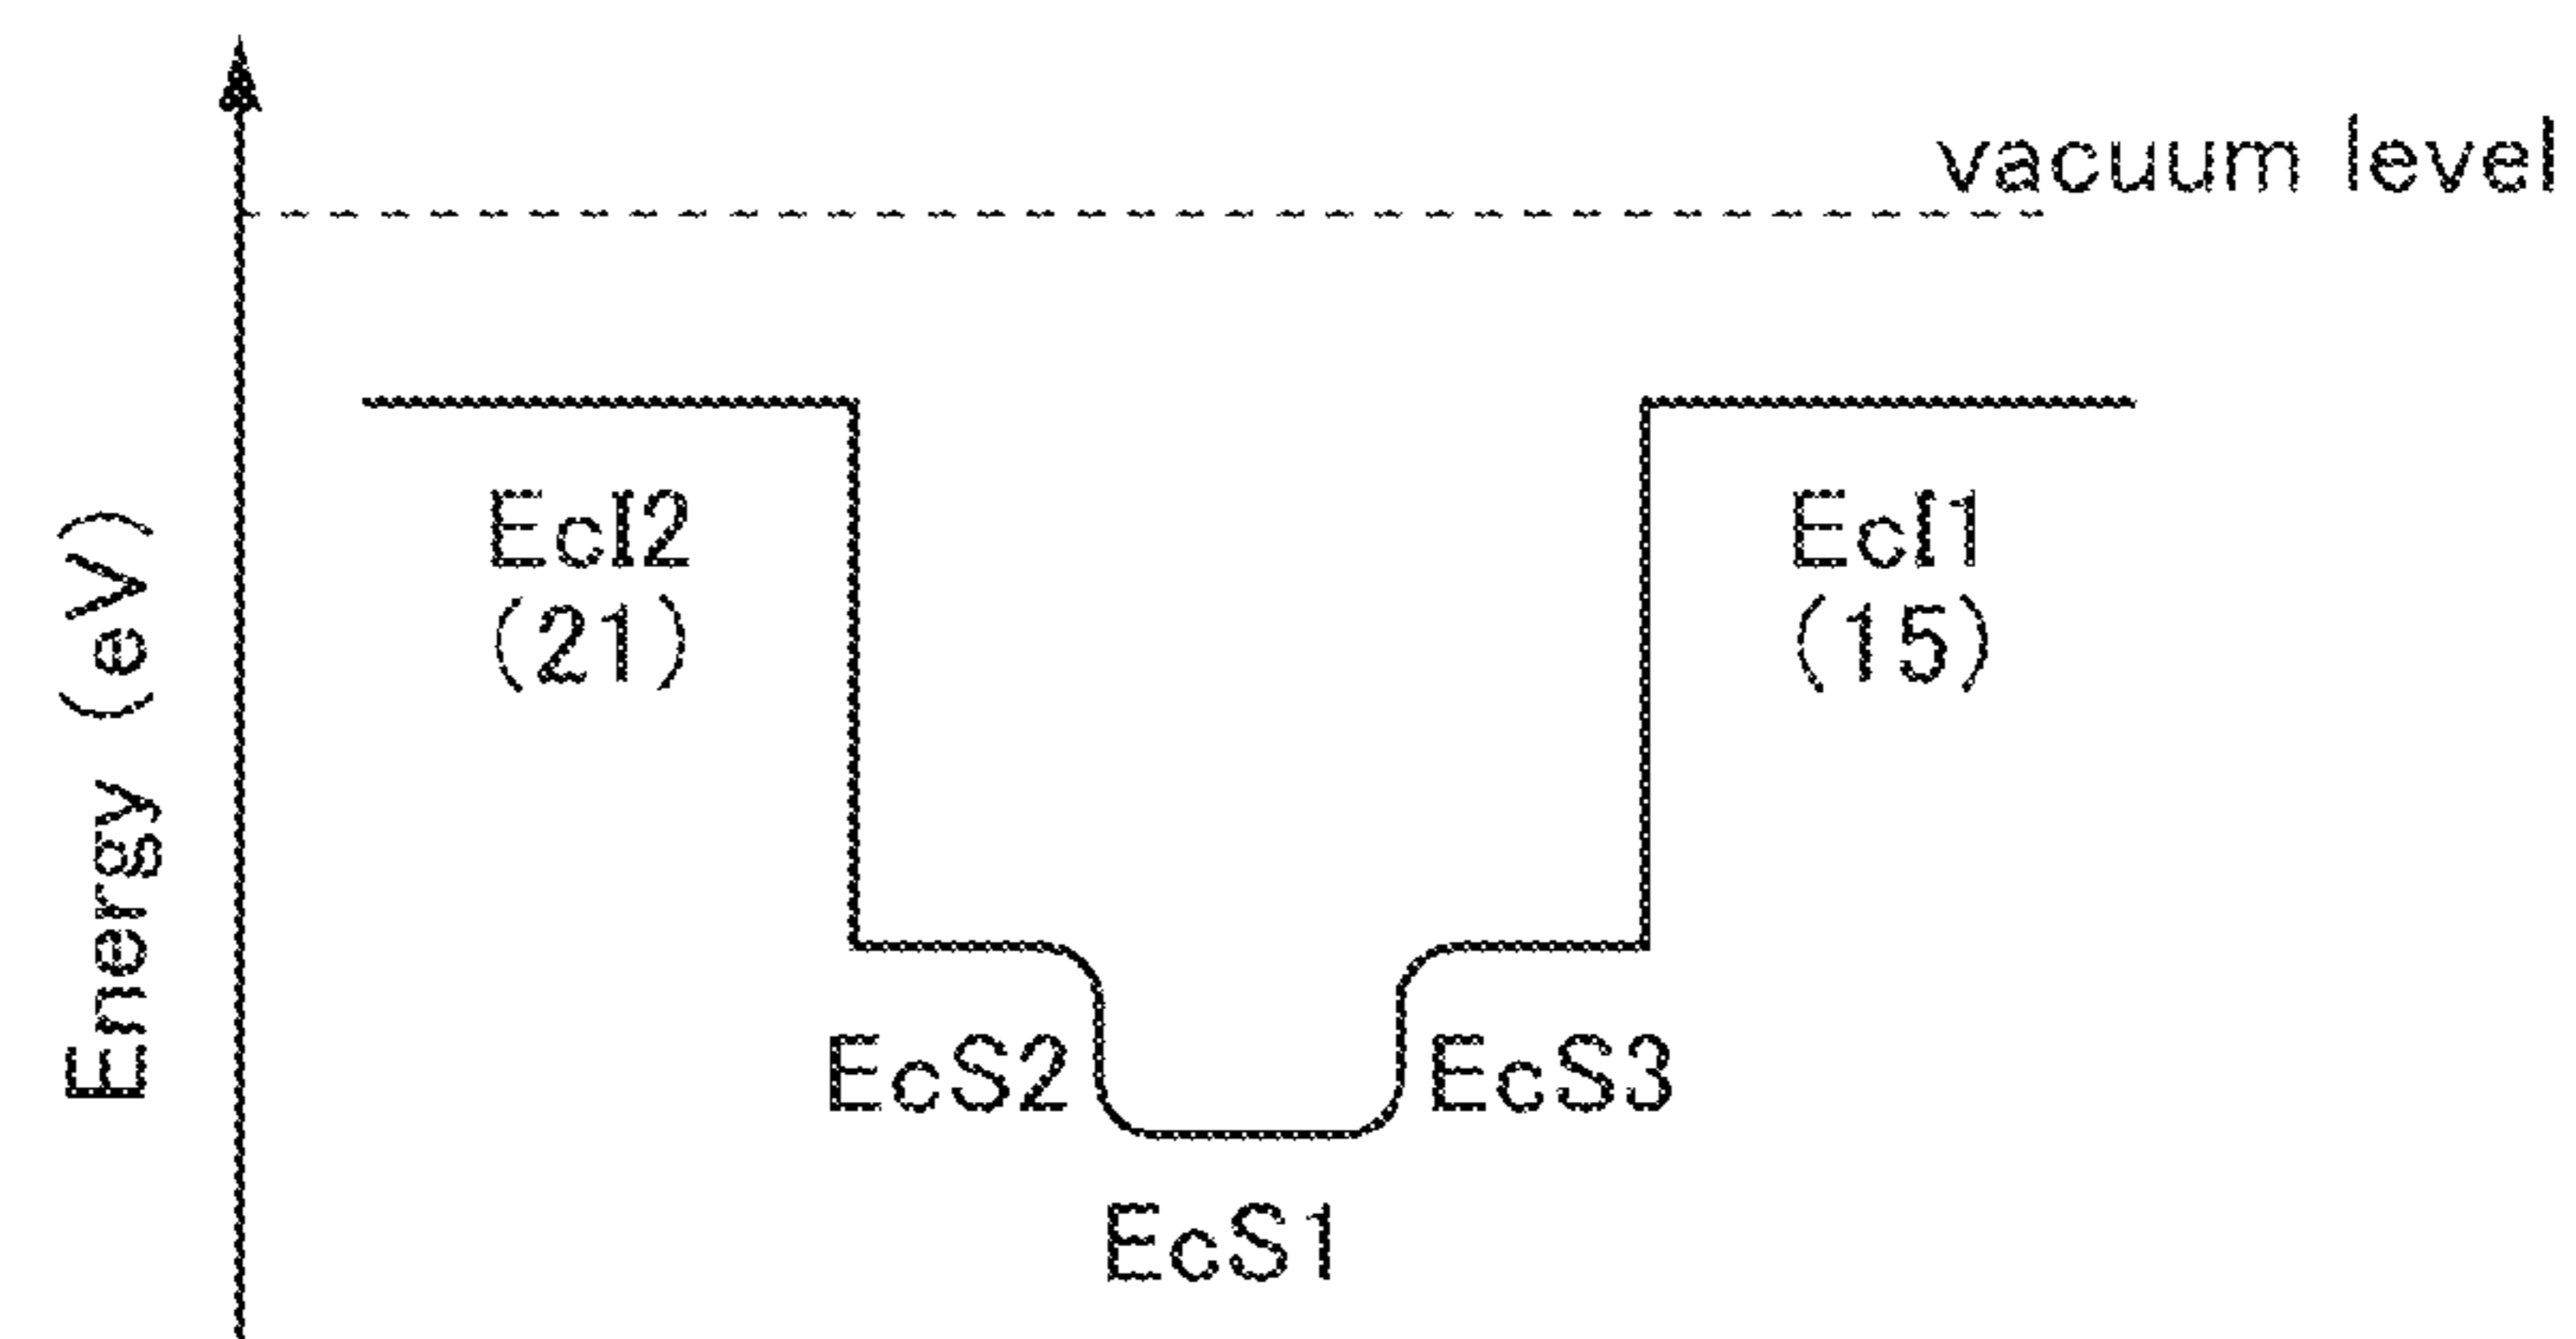 vacuum level
Energy (eV)
EcI2
(21)
EcI1
(15)
EcS2
EcS3
EcS1